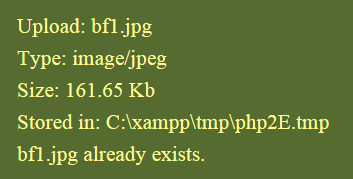 Upload: bf1.jpg
Type: image/jpeg
Size: 161.65 Kb
Stored in: C:\xampp\tmp\php2E.tmp
bf1.jpg already exists.